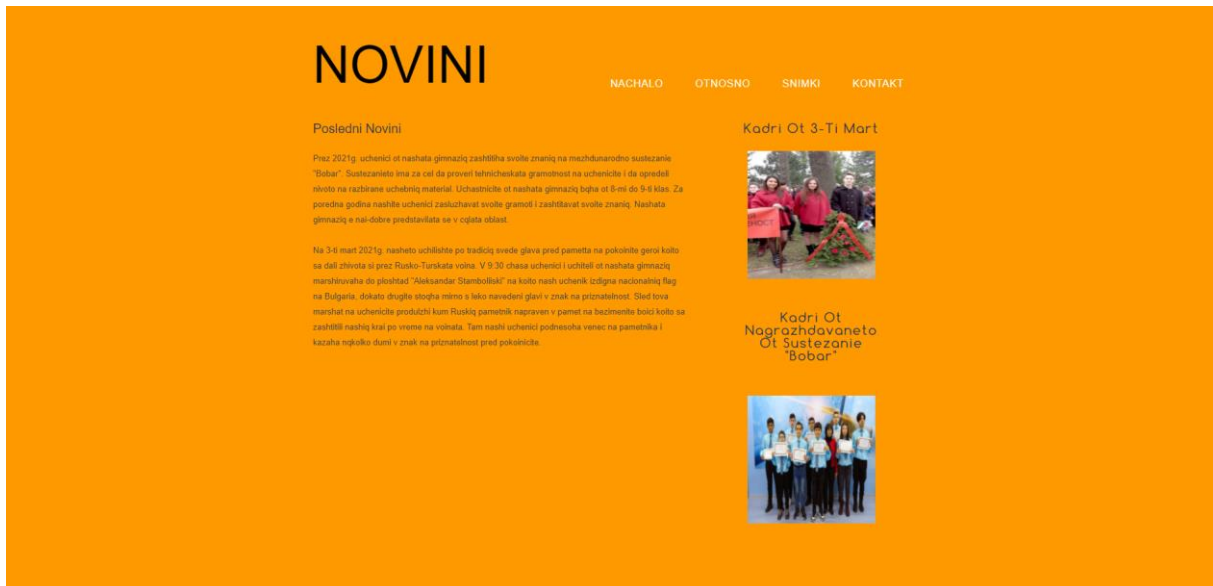 NOVINI
NACHALO OTNOSNO SNIMKI KONTAKT
Posledni Novini
Prez 2021g. uchenici ot nashata gimnaziq zashtitiha svoite znaniq na mezhdunarodno sustezanie
"Bobar". Sustezanieto ima za cel da proveri tehnicheskata gramotnost na uchenicite i da opredeli
nivoto na razbirane uchebniq material. Uchastnicite ot nashata gimnaziq bqha ot 8-mi do 9-ti klas. Za
poredna godina nashite uchenici zasluzhavat svoite gramoti i zashtitavat svoite znaniq. Nashata
gimnaziq e nai-dobre predstavilata se v cqlata oblast.
Na 3-ti mart 2021g. nasheto uchilishte po tradiciq svede glava pred pametta na pokoinite geroi koito
sa dali zhivota si prez Rusko-Turskata voina. V 9:30 chasa uchenici i uchiteli ot nashata gimnaziq
marshiruvaha do ploshtad "Aleksandar Stamboliiski" na koito nash uchenik izdigna nacionalniq flag
na Bulgaria, dokato drugite stoqha mirno s leko navedeni glavi v znak na priznatelnost. Sled tova
marshat na uchenicite produlzhi kum Ruskiq pametnik napraven v pamet na bezimenite boici koito sa
zashtitili nashiq krai po vreme na voinata. Tam nashi uchenici podnesoha venec na pametnika i
kazaha nqkolko dumi v znak na priznatelnost pred pokoinicite.
Kadri Ot 3-Ti Mart
Kadri Ot
Nagrazhdavaneto
Ot Sustezanie
"Bobar"